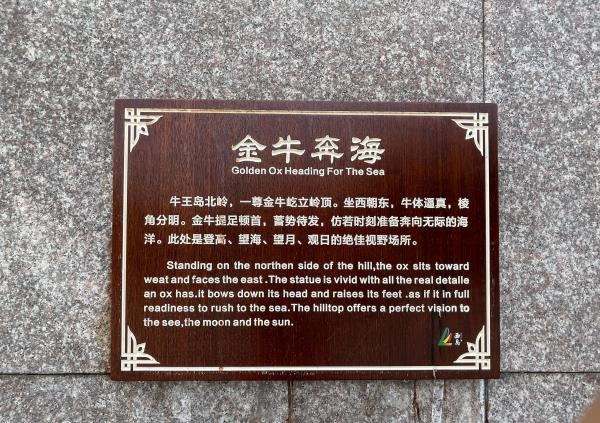 金牛奔海
Golden Ox Heading For The Sea
牛王岛北岭，一尊金牛屹立岭顶。坐西朝东，牛体逼真，棱
角分明。金牛提足顿首，蓄势待发，仿若时刻准备奔向无际的海
洋。此处是登高、望海、望月、观日的绝佳视野场所。
Standing on the northen side of the hill,the ox sits toward
weat and faces the east .The statue is vivid with all the real detalle
an ox has.it bows down its head and raises its feet .as if it in full
readiness to rush to the sea.The hilltop offers a perfect vision to
the see,the moon and the sun.